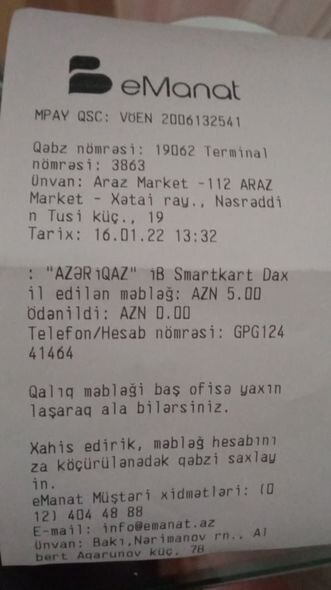 eManat
MPAY QSC: VÖEN 2006132541
Qəbz nömrəsi: 19062 Terminal
nömrəsi: 3863
Ünvan: Araz Market -112 ARAZ
Market - Xətai ray., Nəsrəddi
n Tusi küç., 19
Tarix: 16.01.22 13:32
: "AZƏRiQAZ" iB Smartkart Dax
il edilən məbləğ: AZN 5.00
ödənildi: AZN 0.00
Telefon/Hesab nömrəsi: GPG124
41464
Qalıq məbləği baş ofisə yaxın
laşaraq ala bilərsiniz.
Xahis edirik, məbləğ hesabını
za köçürülənədək qəbzi saxlay
in.
eManat Müştəri xidmətləri: (0
12) 404 48 88
E-mail: info@emanat.az
Ünvan: Bakı,Nərimanov rn., Al
bert Aqarunov küç, 7B